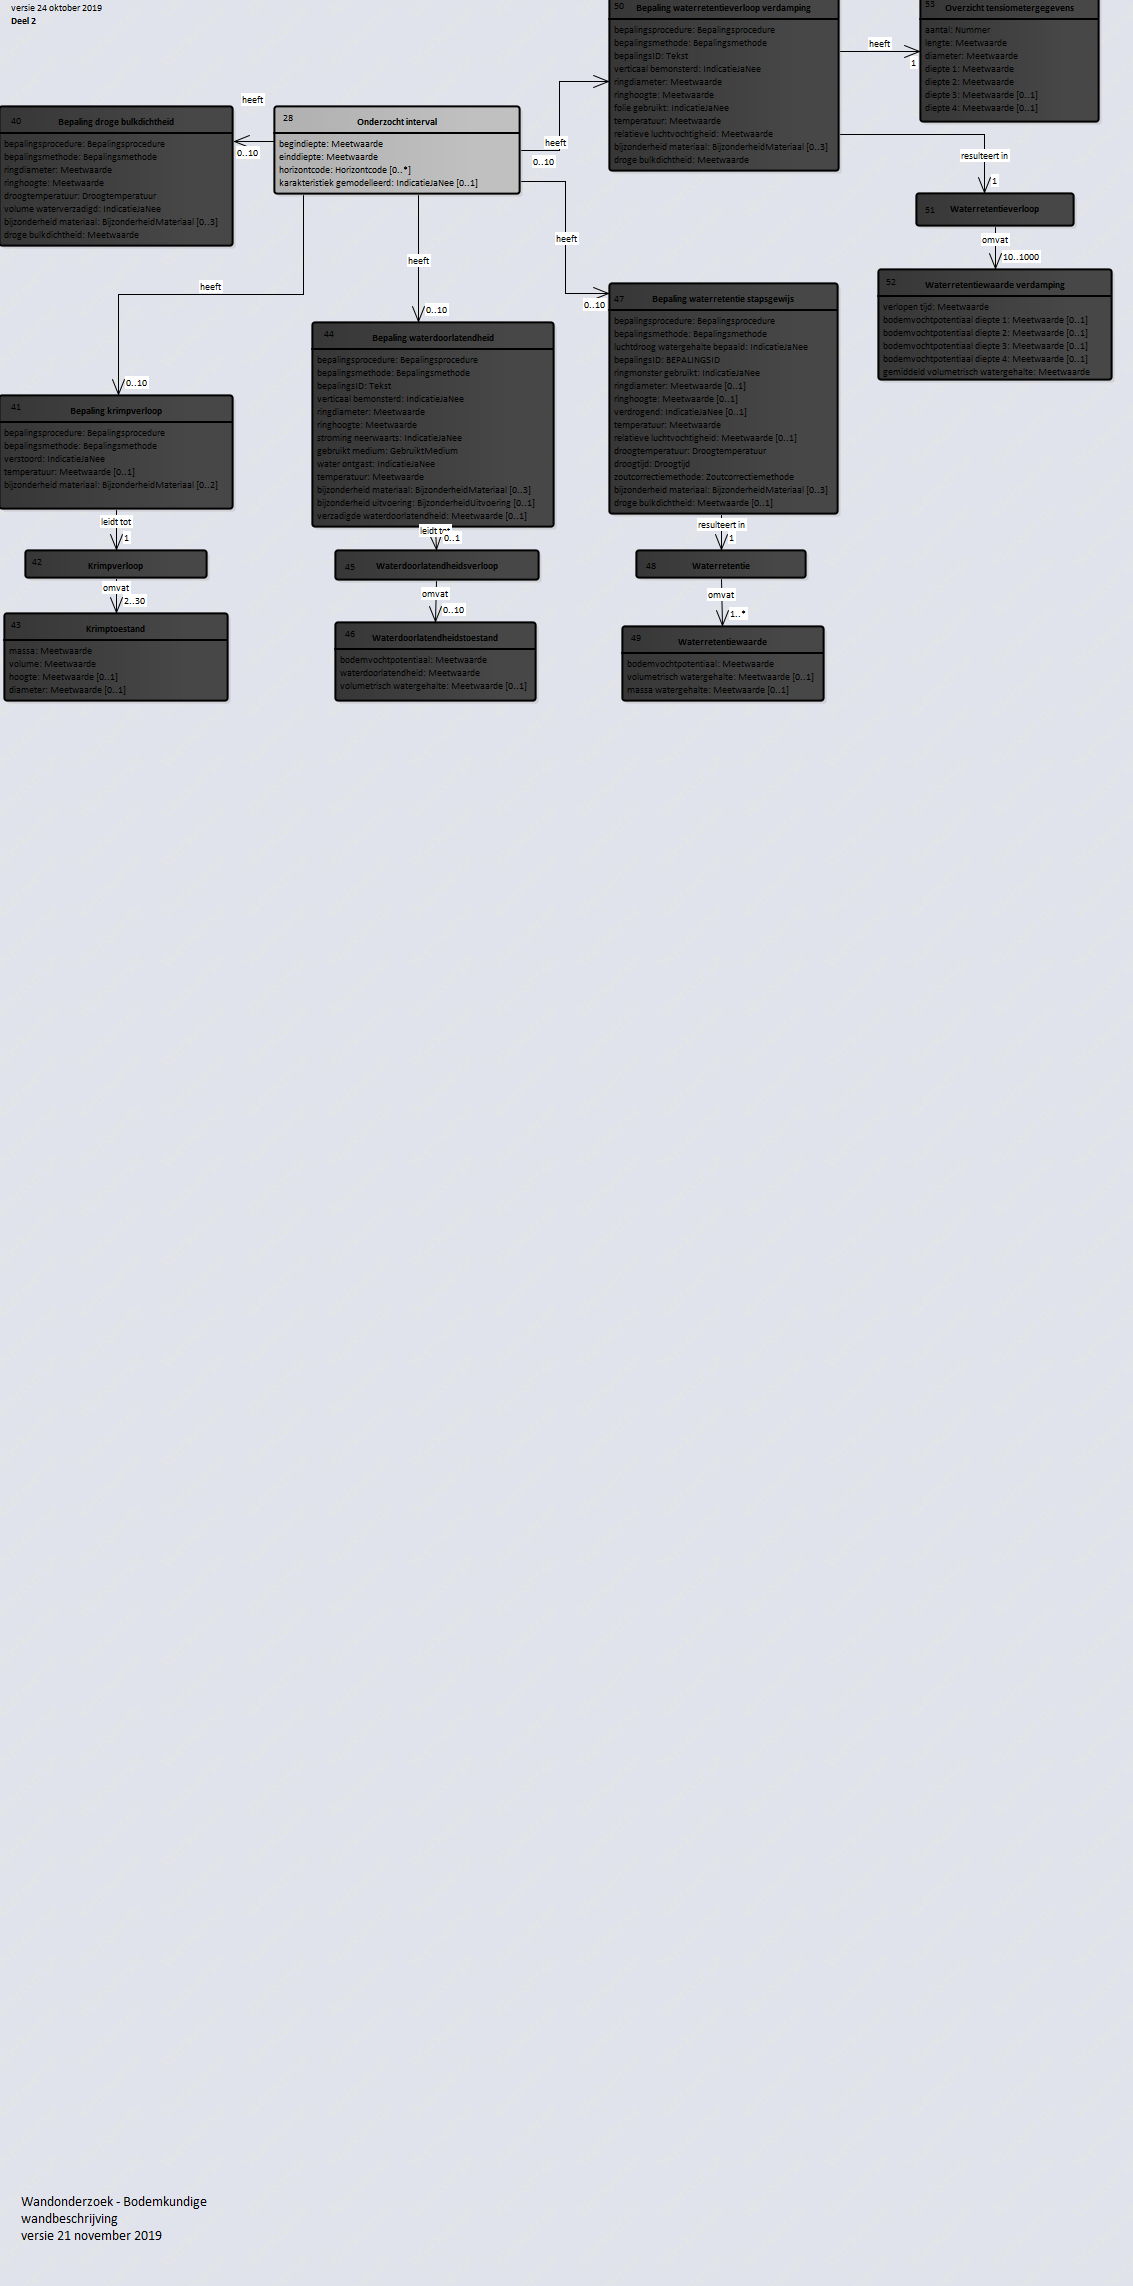 versie 24 oktober 2019
Deel 2
50 Bepaling waterretentieverloop verdamping
bepalingsprocedure: Bepalingsprocedure
bepalingsmethode: Bepalingsmethode
bepalingsID: Tekst
verticaal bemonsterd: IndicatieJaNee
ringdiameter: Meetwaarde
ringhoogte: Meetwaarde
folie gebruikt: IndicatieJaNee
temperatuur: Meetwaarde
relatieve luchtvochtigheid: Meetwaarde
bijzonderheid materiaal: BijzonderheidMateriaal [0..3]
droge bulkdichtheid: Meetwaarde
heeft
1
53 Overzicht tensiometergegevens
aantal: Nummer
lengte: Meetwaarde
diameter: Meetwaarde
diepte 1: Meetwaarde
diepte 2: Meetwaarde
diepte 3: Meetwaarde [0..1]
diepte 4: Meetwaarde [0..1]
heeft
0..10
40 Bepaling droge bulkdichtheid
bepalingsprocedure: Bepalingsprocedure
bepalingsmethode: Bepalingsmethode
ringdiameter: Meetwaarde
ringhoogte: Meetwaarde
droogtemperatuur: Droogtemperatuur
volume waterverzadigd: IndicatieJaNee
bijzonderheid materiaal: BijzonderheidMateriaal [0..3]
droge bulkdichtheid: Meetwaarde
28 Onderzocht interval
begindiepte: Meetwaarde
einddiepte: Meetwaarde
horizontcode: Horizontcode [0..*]
karakteristiek gemodelleerd: IndicatieJaNee [0..1]
heeft
0..10
resulteert in
1
51 Waterretentieverloop
omvat
10..1000
52 Waterretentiewaarde verdamping
verlopen tijd: Meetwaarde
bodemvochtpotentiaal diepte 1: Meetwaarde [0..1]
bodemvochtpotentiaal diepte 2: Meetwaarde [0..1]
bodemvochtpotentiaal diepte 3: Meetwaarde [0..1]
bodemvochtpotentiaal diepte 4: Meetwaarde [0..1]
gemiddeld volumetrisch watergehalte: Meetwaarde
heeft
0..10
heeft
0..10
heeft
0..10
47 Bepaling waterretentie stapsgewijs
bepalingsprocedure: Bepalingsprocedure
bepalingsmethode: Bepalingsmethode
luchtdroog watergehalte bepaald: IndicatieJaNee
bepalingsID: BEPALINGSID
ringmonster gebruikt: IndicatieJaNee
ringdiameter: Meetwaarde [0..1]
ringhoogte: Meetwaarde [0..1]
verdrogend: IndicatieJaNee [0..1]
temperatuur: Meetwaarde
relatieve luchtvochtigheid: Meetwaarde [0..1]
droogtemperatuur: Droogtemperatuur
droogtijd: Droogtijd
zoutcorrectiemethode: Zoutcorrectiemethode
bijzonderheid materiaal: BijzonderheidMateriaal [0..3]
droge bulkdichtheid: Meetwaarde [0..1]
44 Bepaling waterdoorlatendheid
bepalingsprocedure: Bepalingsprocedure
bepalingsmethode: Bepalingsmethode
bepalingsID: Tekst
verticaal bemonsterd: IndicatieJaNee
ringdiameter: Meetwaarde
ringhoogte: Meetwaarde
stroming neerwaarts: IndicatieJaNee
gebruikt medium: GebruiktMedium
water ontgast: IndicatieJaNee
temperatuur: Meetwaarde
bijzonderheid materiaal: BijzonderheidMateriaal [0..3]
bijzonderheid uitvoering: BijzonderheidUitvoering [0..1]
verzadigde waterdoorlatendheid: Meetwaarde [0..1]
41 Bepaling krimpverloop
bepalingsprocedure: Bepalingsprocedure
bepalingsmethode: Bepalingsmethode
verstoord: IndicatieJaNee
temperatuur: Meetwaarde [0..1]
bijzonderheid materiaal: BijzonderheidMateriaal [0..2]
leidt tot
1
leidt tot
0..1
resulteert in
1
42 Krimpverloop
45 Waterdoorlatendheidsverloop
48 Waterretentie
omvat
2..30
omvat
0..10
omvat
1..*
43 Krimptoestand
massa: Meetwaarde
volume: Meetwaarde
hoogte: Meetwaarde [0..1]
diameter: Meetwaarde [0..1]
46 Waterdoorlatendheidstoestand
bodemvochtpotentiaal: Meetwaarde
waterdoorlatendheid: Meetwaarde
volumetrisch watergehalte: Meetwaarde [0..1]
49 Waterretentiewaarde
bodemvochtpotentiaal: Meetwaarde
volumetrisch watergehalte: Meetwaarde [0..1]
massa watergehalte: Meetwaarde [0..1]
Wandonderzoek - Bodemkundige
wandbeschrijving
versie 21 november 2019